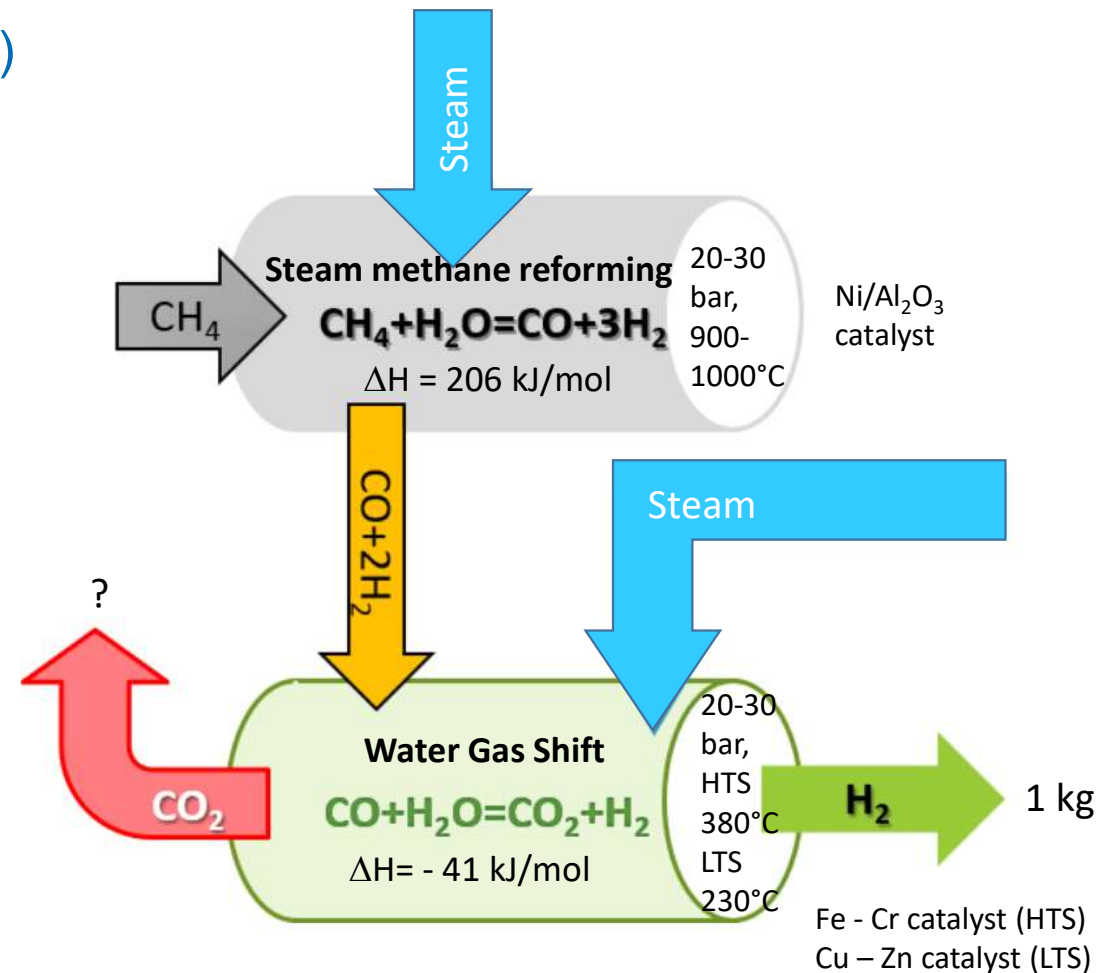 )
Steam
Steam methane reforming
CH₄
CH₄+H₂O=CO+3H₂
ΔH = 206 kJ/mol
20-30
bar,
900-
1000°C
Ni/Al₂O₃
catalyst
CO+2H₂
Steam
?
Water Gas Shift
CO₂
CO+H₂O=CO₂+H₂
ΔH= - 41 kJ/mol
20-30
bar,
HTS
380°C
LTS
230°C
H₂
1 kg
Fe - Cr catalyst (HTS)
Cu – Zn catalyst (LTS)